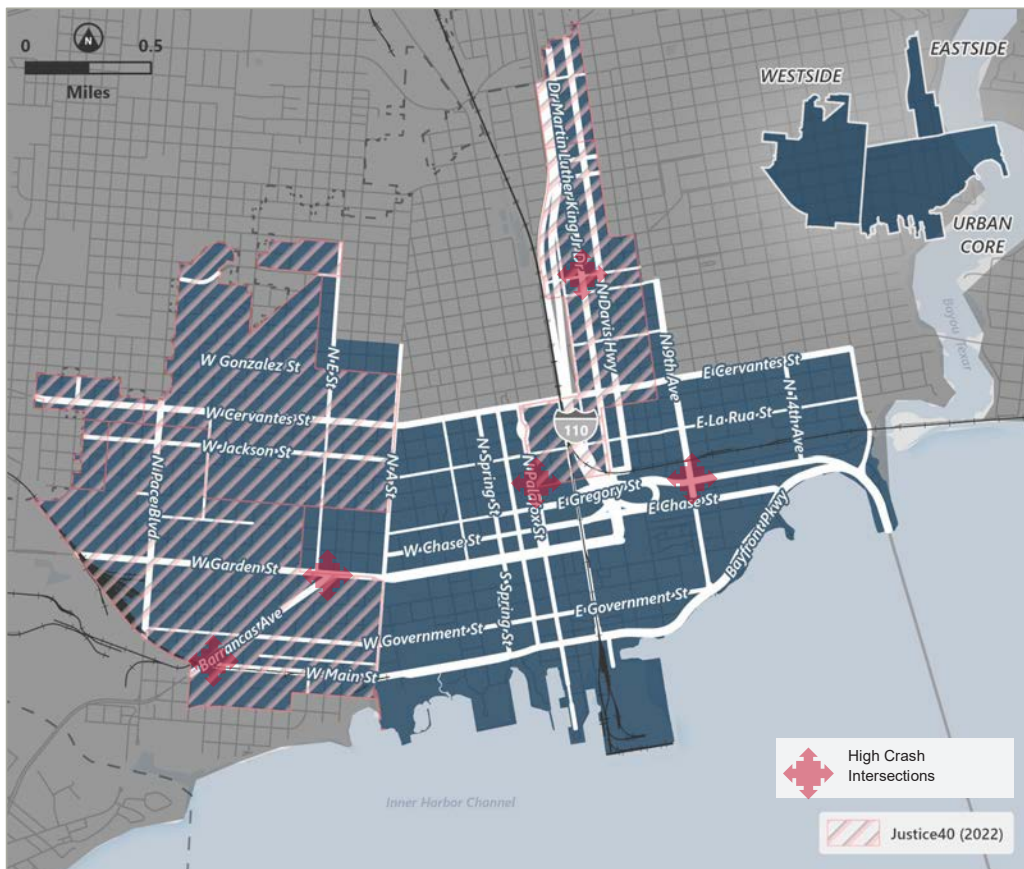 N
0 0.5
Miles
EASTSIDE
WESTSIDE
URBAN
CORE
Dr Martin Luther King Jr Dr
N Davis Hwy
N 9th Ave
E Cervantes St
N 14th Ave
E La Rua St
Bayou Texar
W Gonzalez St
N E St
W Cervantes St
W Jackson St
N A St
N Spring St
N Palafox St
110
N Pace Blvd
E Gregory St
E Chase St
W Chase St
Bayfront Pkwy
W Garden St
S Spring St
E Government St
Barrancas Ave
W Government St
W Main St
High Crash
Intersections
Inner Harbor Channel
Justice40 (2022)